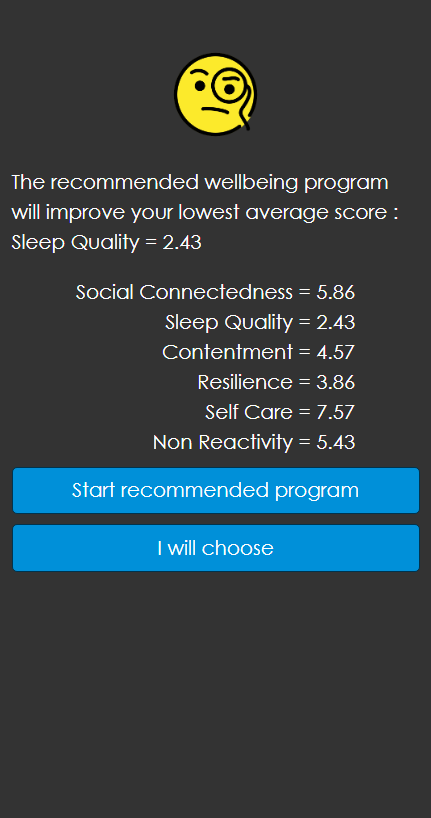 The recommended wellbeing program
will improve your lowest average score :
Sleep Quality = 2.43
Social Connectedness = 5.86
Sleep Quality = 2.43
Contentment = 4.57
Resilience = 3.86
Self Care = 7.57
Non Reactivity = 5.43
Start recommended program
I will choose